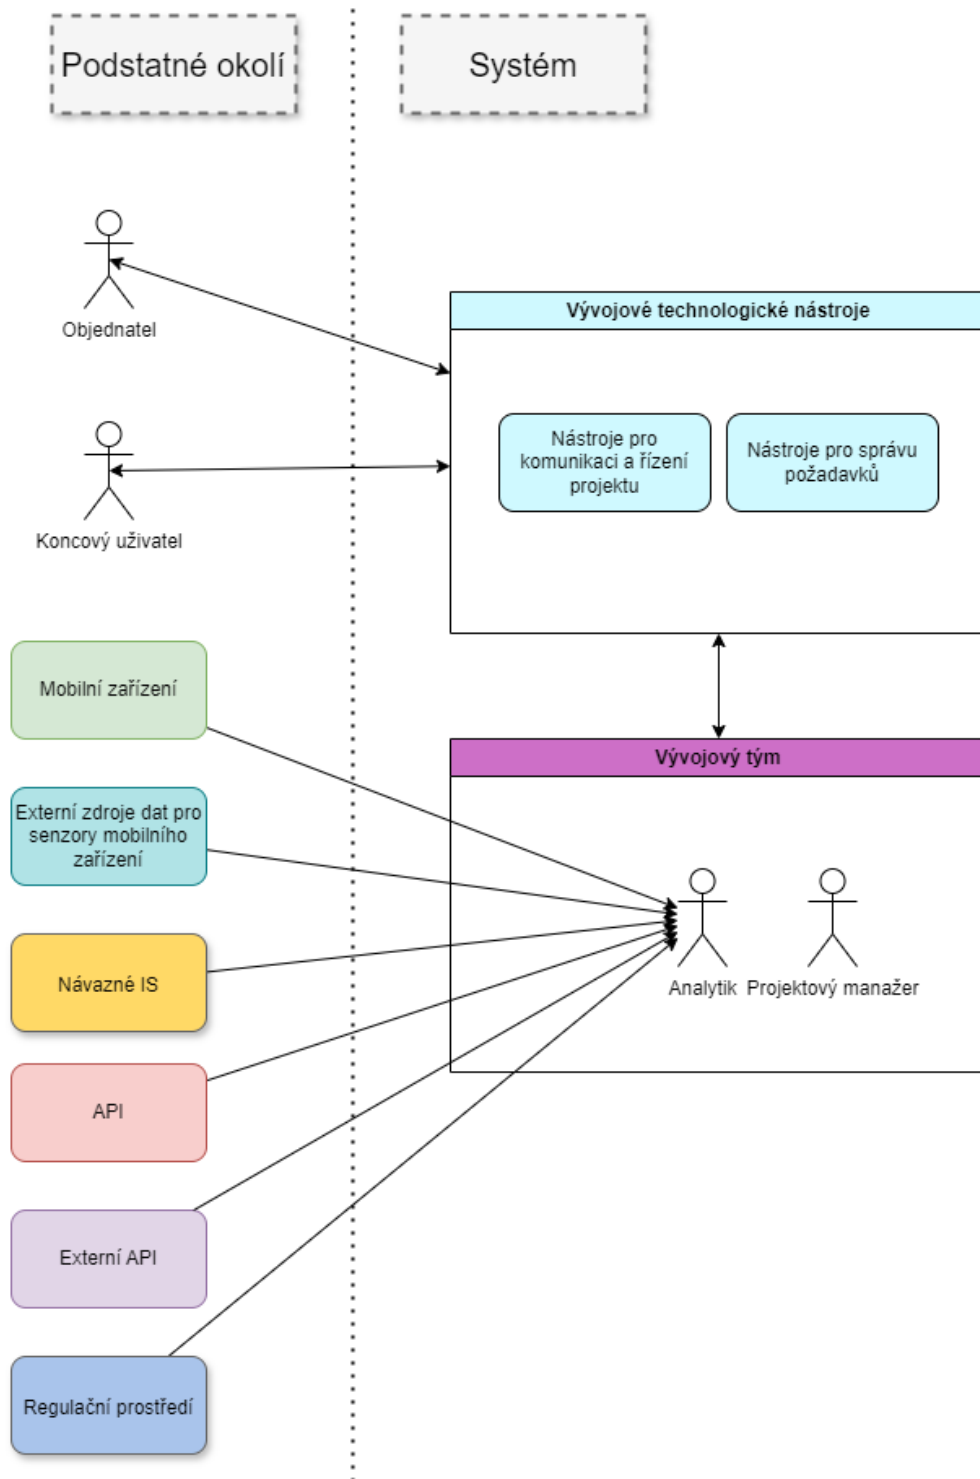 Podstatné okolí
Systém
Objednatel
Vývojové technologické nástroje
Nástroje pro
komunikaci a řízení
projektu
Nástroje pro správu
požadavků
Koncový uživatel
Mobilní zařízení
Vývojový tým
Externí zdroje dat pro
senzory mobilního
zařízení
Návazné IS
Analytik
Projektový manažer
API
Externí API
Regulační prostředí